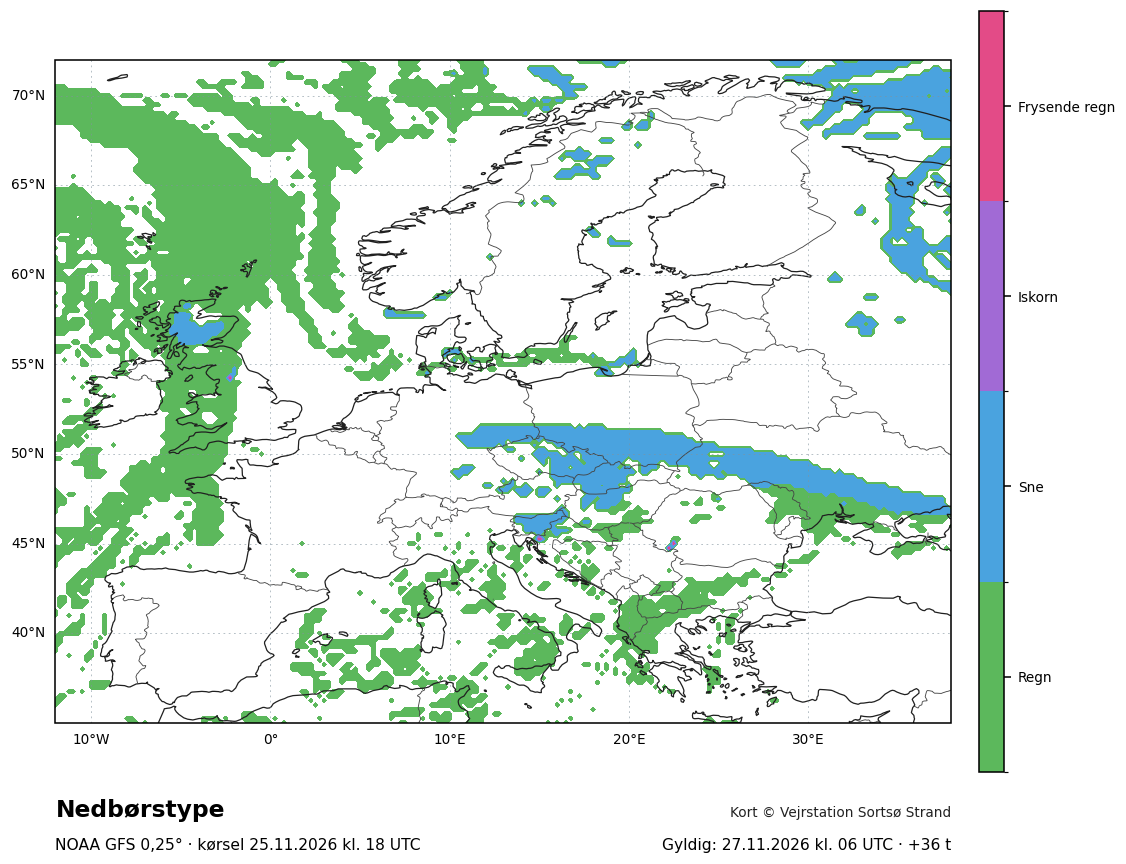 70°N
65°N
60°N
55°N
50°N
45°N
40°N
10°W
0°
10°E
20°E
30°E
Frysende regn
Iskorn
Sne
Regn
Nedbørstype
Kort © Vejrstation Sortsø Strand
NOAA GFS 0,25° · kørsel 25.11.2026 kl. 18 UTC
Gyldig: 27.11.2026 kl. 06 UTC · +36 t